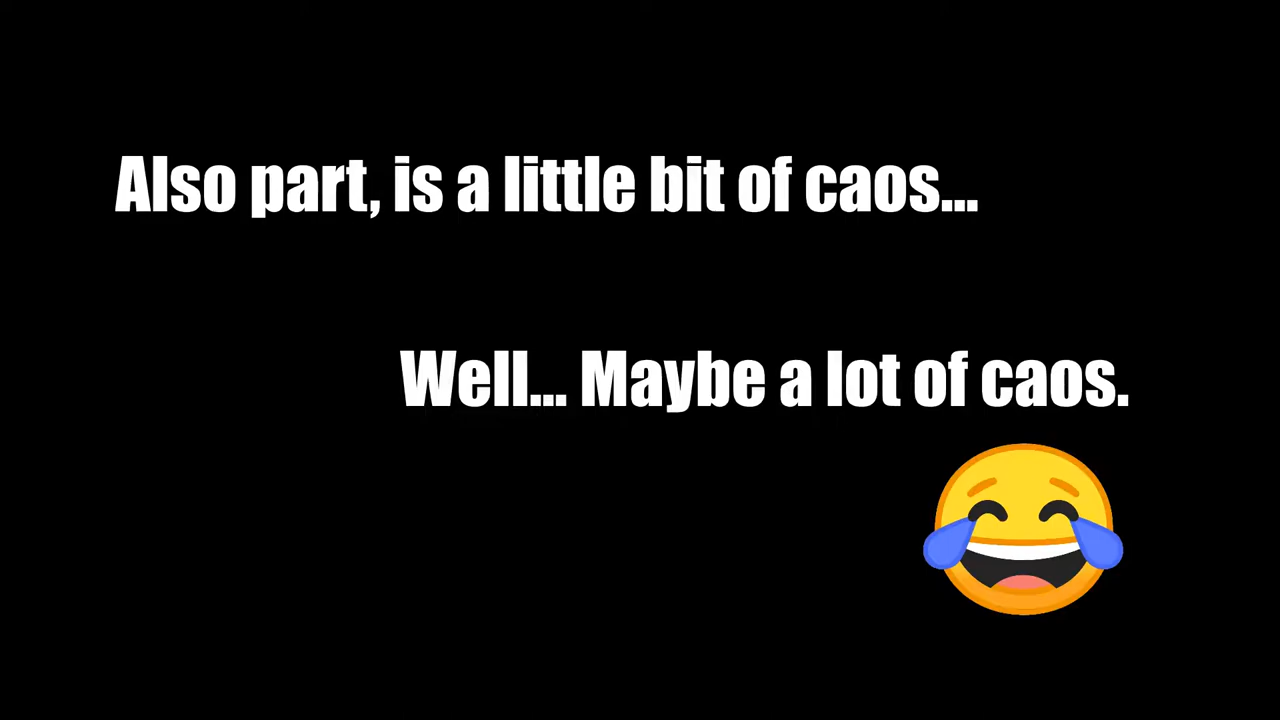 Also part, is a little bit of caos...
Well... Maybe a lot of caos.